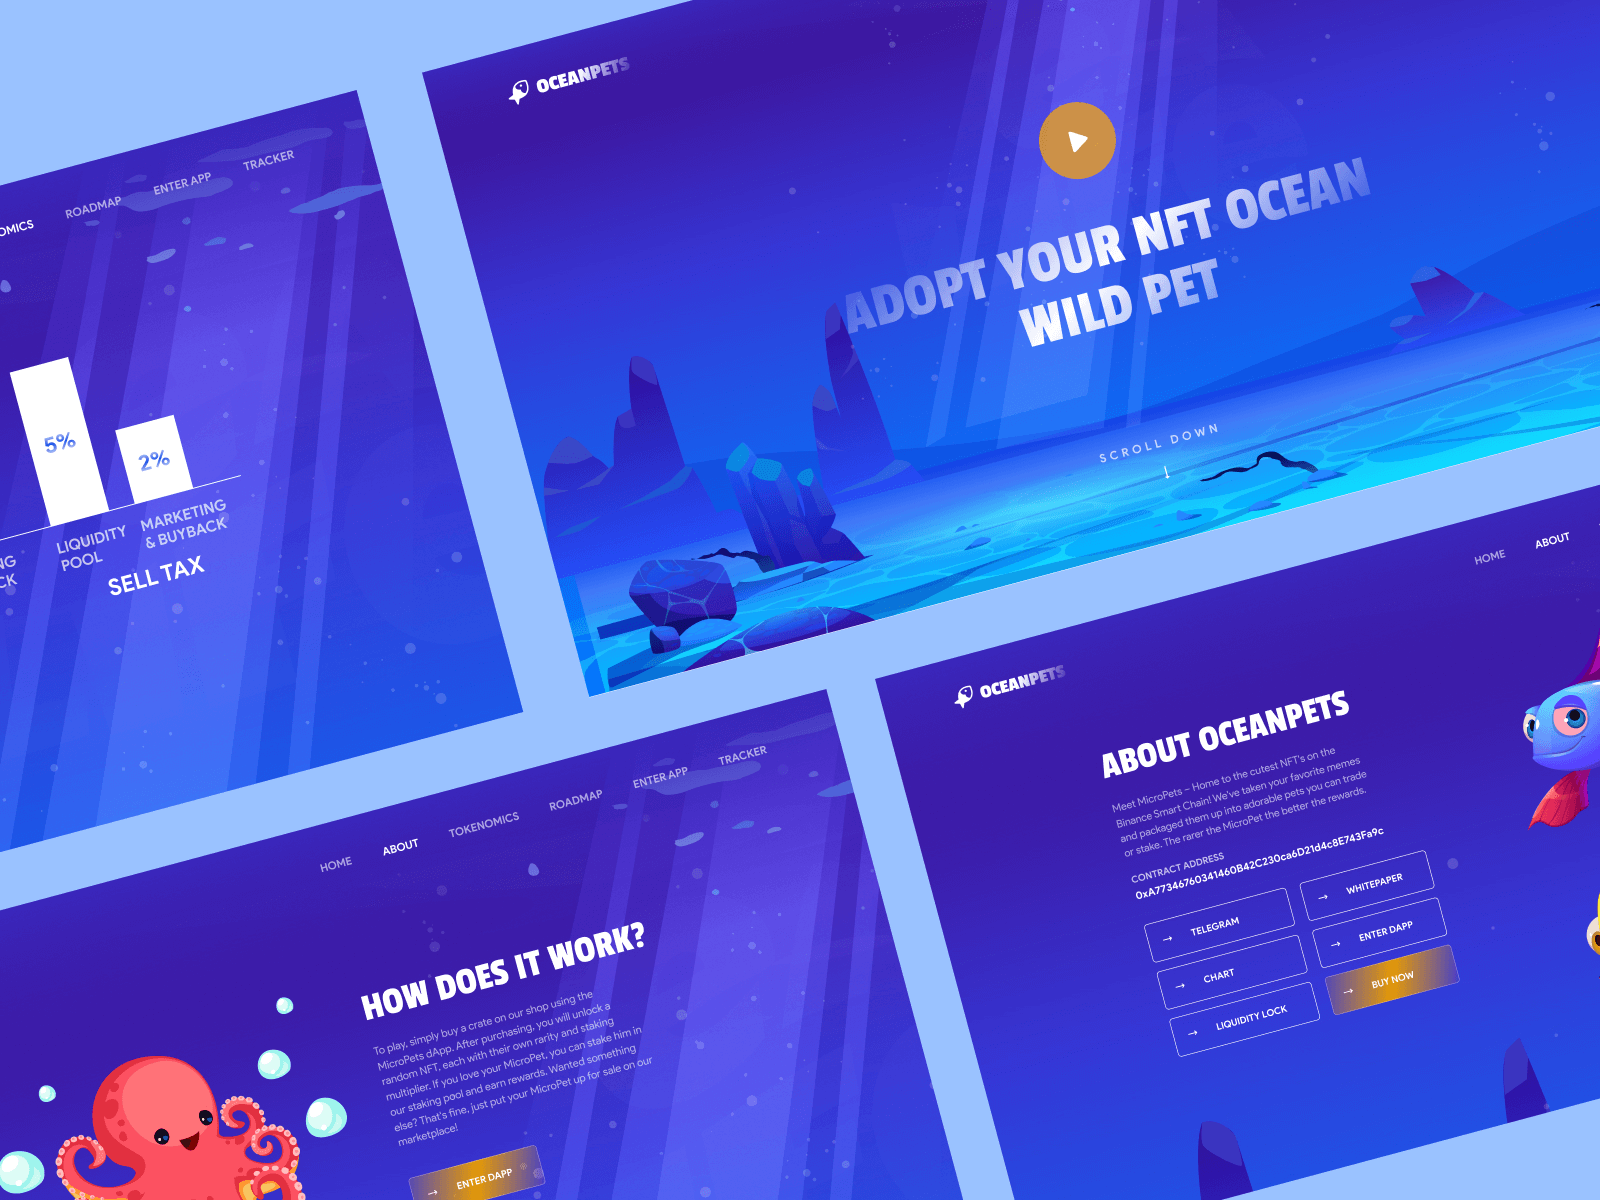 OMICS
ROADMAP
ENTER APP
TRACKER
5%
2%
LIQUIDITY
POOL
MARKETING
& BUYBACK
NG
CK
SELL TAX
OCEANPETS
ADOPT YOUR NFT OCEAN
WILD PET
SCROLL DOWN
HOME
ABOUT
TOKENOMICS
ROADMAP
ENTER APP
TRACKER
HOW DOES IT WORK?
To play, simply buy a crate on our shop using the
MicroPets dApp. After purchasing, you will unlock a
random NFT, each with their own rarity and staking
multiplier. If you love your MicroPet, you can stake him in
our staking pool and earn rewards. Wanted something
else? That's fine, just put your MicroPet up for sale on our
marketplace!
ENTER DAPP
HOME
ABOUT
OCEANPETS
ABOUT OCEANPETS
Meet MicroPets – Home to the cutest NFT's on the
Binance Smart Chain! We've taken your favorite memes
and packaged them up into adorable pets you can trade
or stake. The rarer the MicroPet the better the rewards.
CONTRACT ADDRESS
0xA77346760341460B42C230ca6D21d4c8E743Fa9c
TELEGRAM
WHITEPAPER
CHART
ENTER DAPP
LIQUIDITY LOCK
BUY NOW